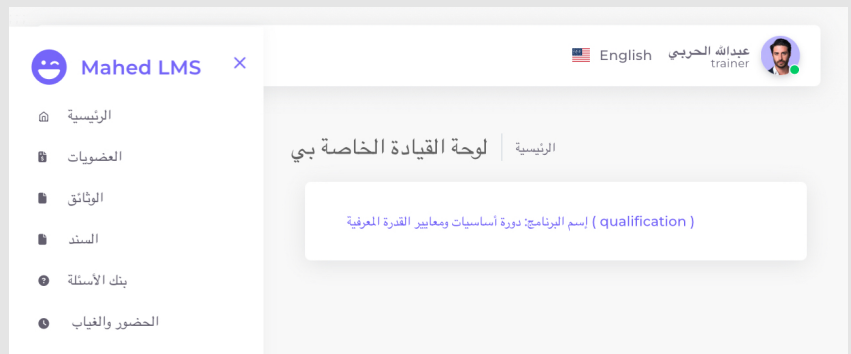 Mahed LMS
الرئيسية
العضويات
الوثائق
السند
بنك الأسئلة
الحضور والغياب
English
عبدالله الحربي
trainer
لوحة القيادة الخاصة بي
الرئيسية
( qualification ) إسم البرنامج: دورة أساسيات ومعايير القدرة المعرفية